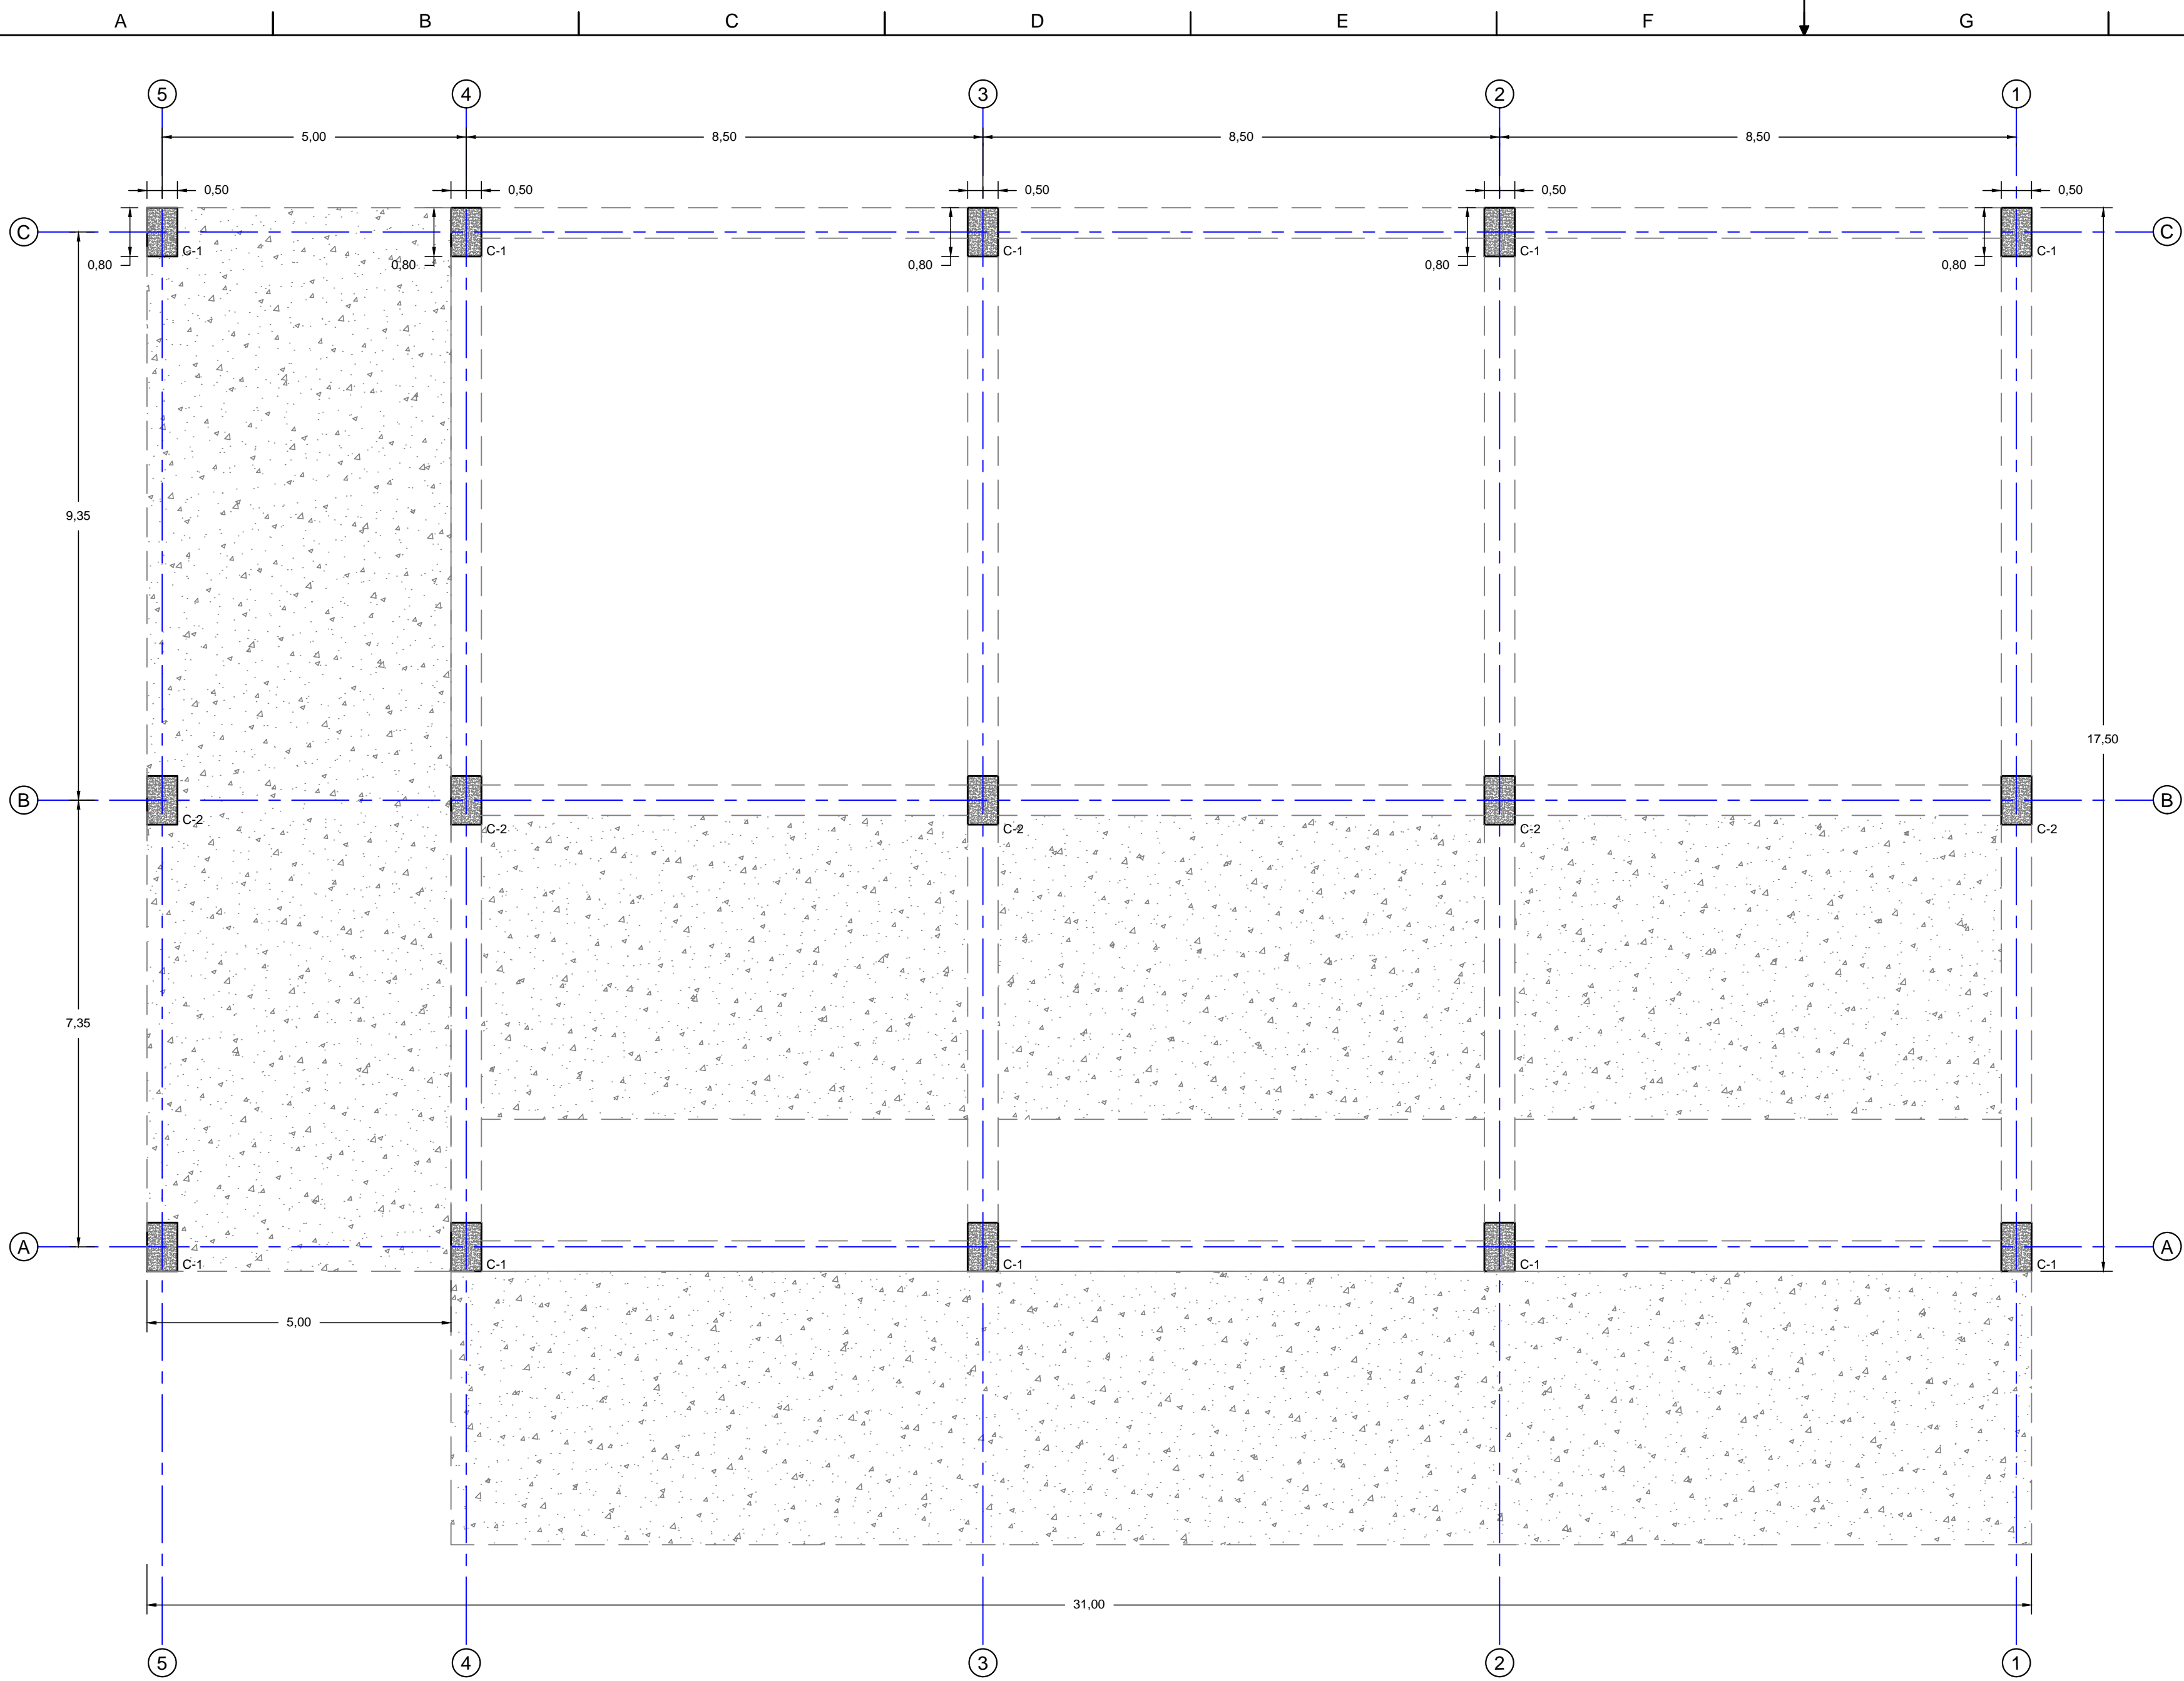 A B C D E F G
5 4 3 2 1
5,00 8,50 8,50 8,50
0,50 0,50 0,50 0,50 0,50
C C
C-1 C-1 C-1 C-1 C-1
0,80 0,80 0,80 0,80 0,80
9,35
17,50
B B
C-2 C-2 C-2 C-2 C-2
7,35
A A
C-1 C-1 C-1 C-1 C-1
5,00
31,00
5 4 3 2 1